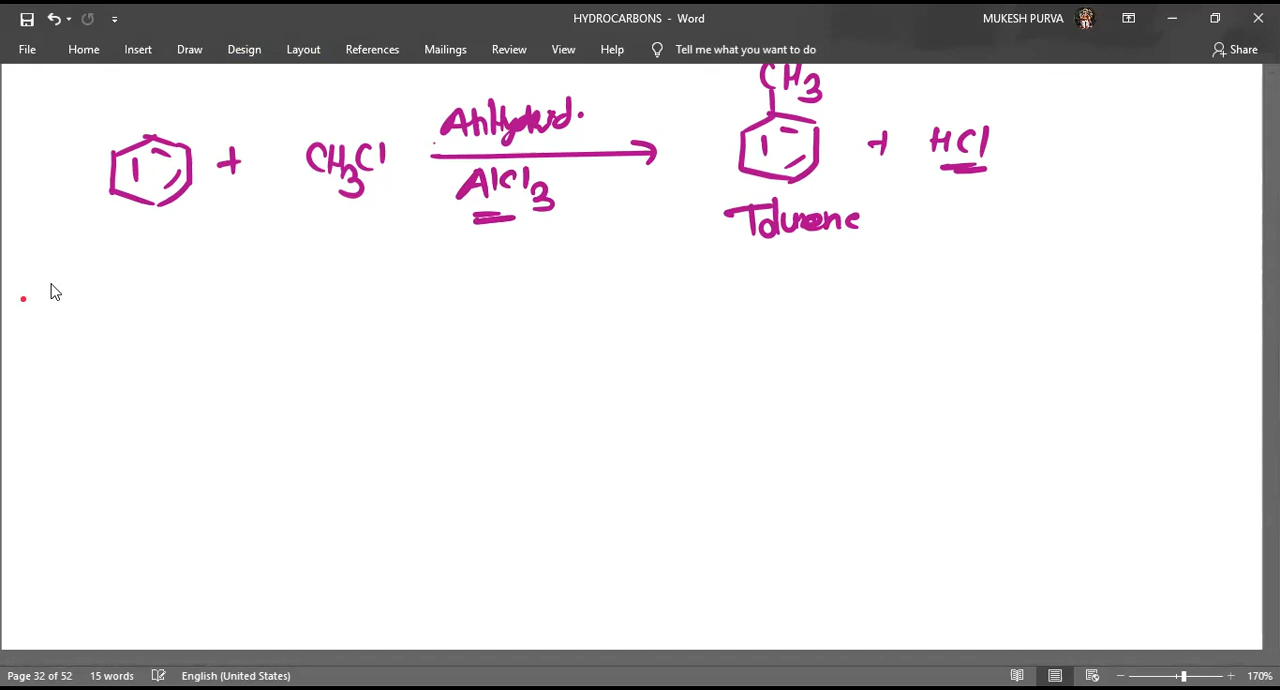 HYDROCARBONS - Word
MUKESH PURVA
File Home Insert Draw Design Layout References Mailings Review View Help Tell me what you want to do Share
CH3
+ CH3Cl AlCl3 + HCl
Toluene
Page 32 of 52 15 words English (United States) 170%